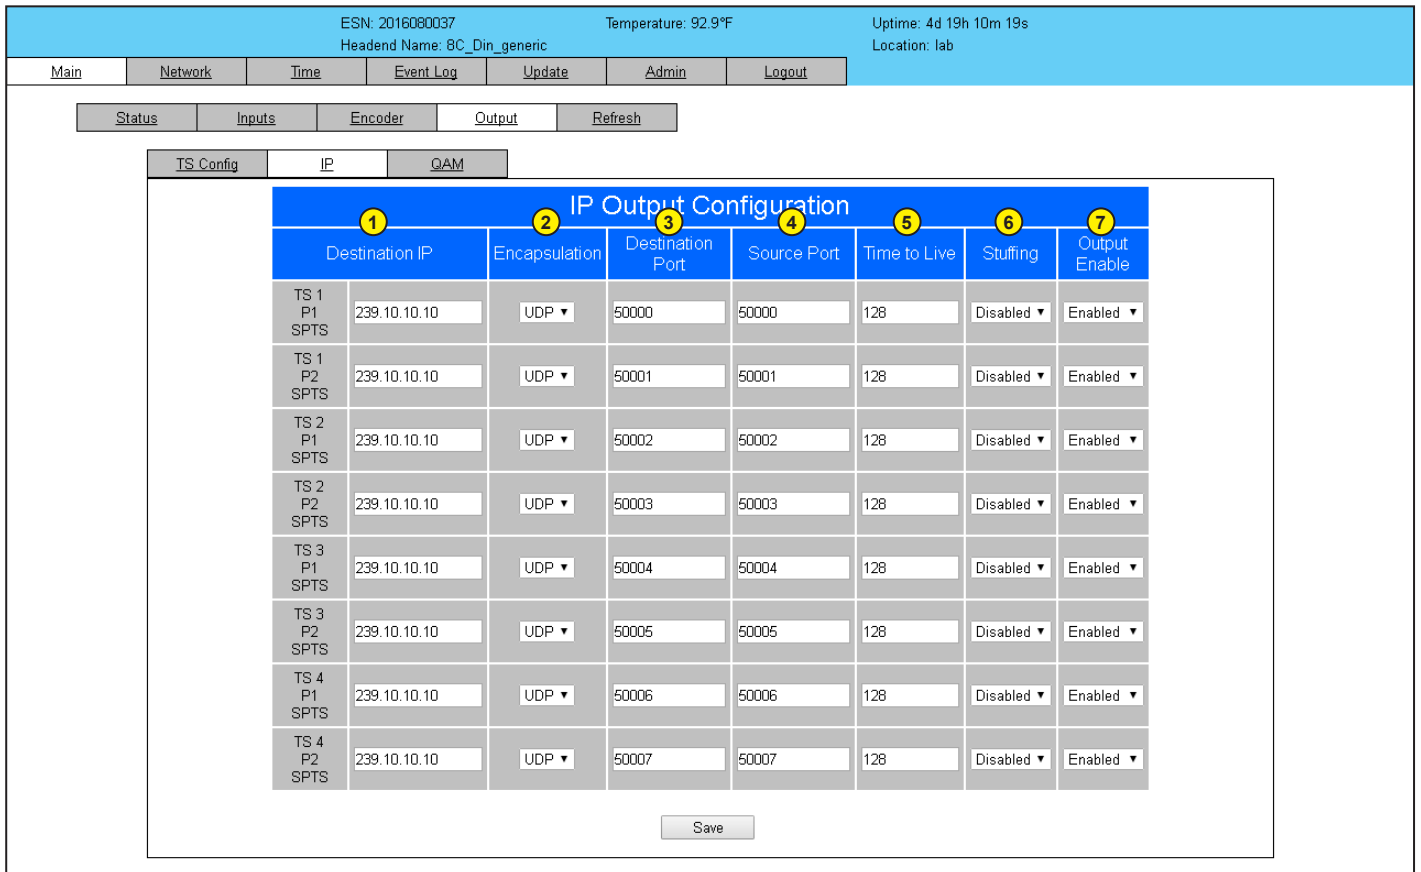 ESN: 2016080037 Temperature: 92.9°F Uptime: 4d 19h 10m 19s
Headend Name: 8C_Din_generic Location: lab
Main Network Time Event Log Update Admin Logout
Status Inputs Encoder Output Refresh
TS Config IP QAM
IP Output Configuration
1 2 3 4 5 6 7
Destination IP Encapsulation Destination Port Source Port Time to Live Stuffing Output Enable
TS 1 P1 SPTS 239.10.10.10 UDP 50000 50000 128 Disabled Enabled
TS 1 P2 SPTS 239.10.10.10 UDP 50001 50001 128 Disabled Enabled
TS 2 P1 SPTS 239.10.10.10 UDP 50002 50002 128 Disabled Enabled
TS 2 P2 SPTS 239.10.10.10 UDP 50003 50003 128 Disabled Enabled
TS 3 P1 SPTS 239.10.10.10 UDP 50004 50004 128 Disabled Enabled
TS 3 P2 SPTS 239.10.10.10 UDP 50005 50005 128 Disabled Enabled
TS 4 P1 SPTS 239.10.10.10 UDP 50006 50006 128 Disabled Enabled
TS 4 P2 SPTS 239.10.10.10 UDP 50007 50007 128 Disabled Enabled
Save